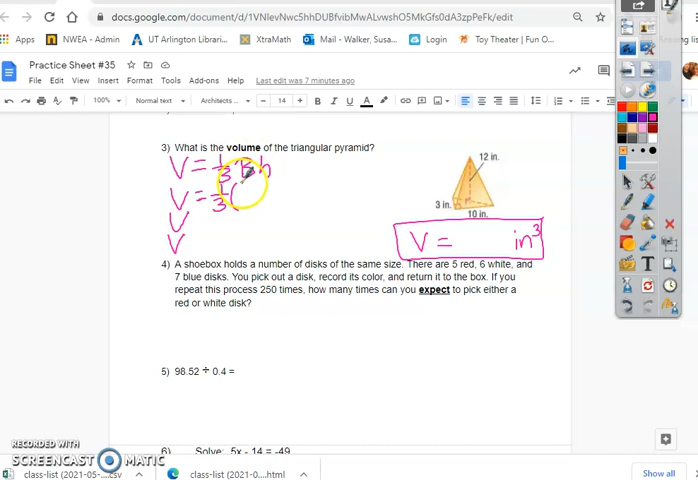 docs.google.com/document/d/1VNlevNwc5hhDUBfvibMwALvwshO5MkGfs0dA3zpPeFk/edit
Apps
NWEA - Admin
UT Arlington Librari...
XtraMath
Mail - Walker, Susa...
Login
Toy Theater | Fun O...
Practice Sheet #35
File Edit View Insert Format Tools Add-ons Help Last edit was 7 minutes ago
100% Normal text Architects ... 14 B I U A
3) What is the volume of the triangular pyramid?
V = 1/3 Bh
V = 1/3 (
V
V
12 in.
3 in.
10 in.
V = in³
4) A shoebox holds a number of disks of the same size. There are 5 red, 6 white, and
7 blue disks. You pick out a disk, record its color, and return it to the box. If you
repeat this process 250 times, how many times can you expect to pick either a
red or white disk?
5) 98.52 ÷ 0.4 =
6) Solve: 5x - 14 = -49
RECORDED WITH
SCREENCAST MATIC
class-list (2021-05-....csv
class-list (2021-0....html